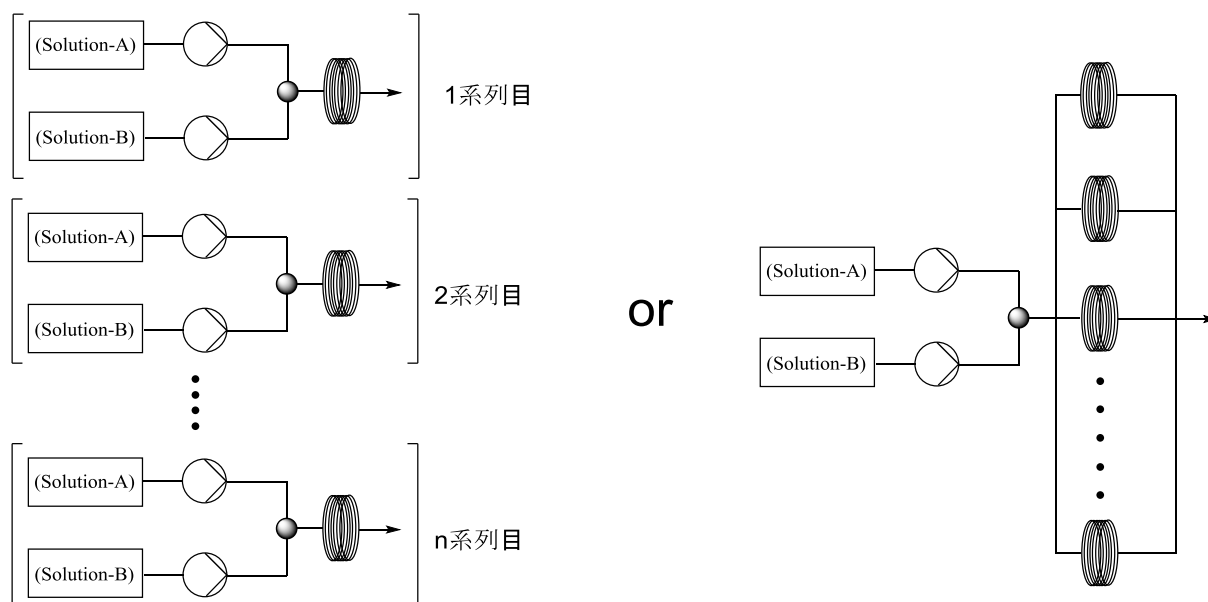 (Solution-A)
(Solution-B)
1系列目
(Solution-A)
(Solution-B)
2系列目
(Solution-A)
(Solution-B)
n系列目
or
(Solution-A)
(Solution-B)